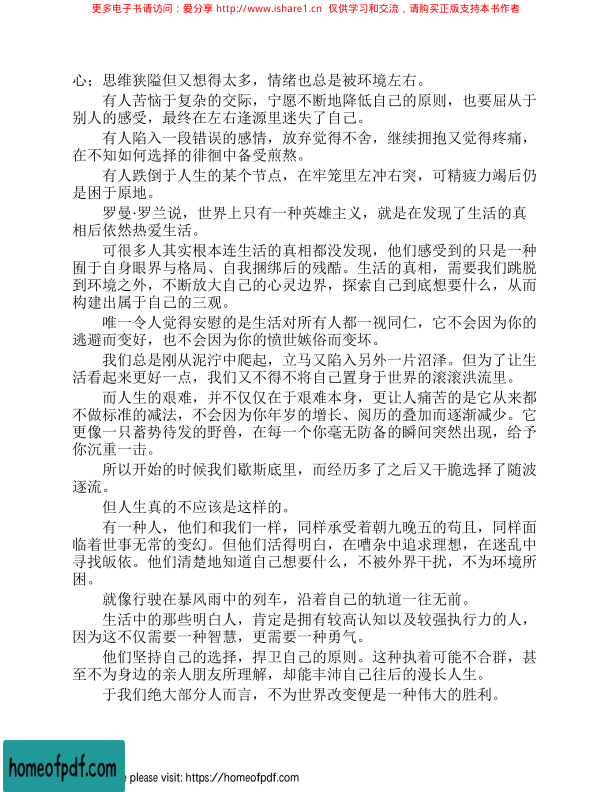 更多电子书请访问：爱分享 http://www.ishare1.cn 仅供学习和交流，请购买正版支持本书作者
心；思维狭隘但又想得太多，情绪也总是被环境左右。
有人苦恼于复杂的交际，宁愿不断地降低自己的原则，也要屈从于
别人的感受，最终在左右逢源里迷失了自己。
有人陷入一段错误的感情，放弃觉得不舍，继续拥抱又觉得疼痛，
在不知如何选择的徘徊中备受煎熬。
有人跌倒于人生的某个节点，在牢笼里左冲右突，可精疲力竭后仍
是困于原地。
罗曼·罗兰说，世界上只有一种英雄主义，就是在发现了生活的真
相后依然热爱生活。
可很多人其实根本连生活的真相都没发现，他们感受到的只是一种
囿于自身眼界与格局、自我捆绑后的残酷。生活的真相，需要我们跳脱
到环境之外，不断放大自己的心灵边界，探索自己到底想要什么，从而
构建出属于自己的三观。
唯一令人觉得安慰的是生活对所有人都一视同仁，它不会因为你的
逃避而变好，也不会因为你的愤世嫉俗而变坏。
我们总是刚从泥泞中爬起，立马又陷入另外一片沼泽。但为了让生
活看起来更好一点，我们又不得不将自己置身于世界的滚滚洪流里。
而人生的艰难，并不仅仅在于艰难本身，更让人痛苦的是它从来都
不做标准的减法，不会因为你年岁的增长、阅历的叠加而逐渐减少。它
更像一只蓄势待发的野兽，在每一个你毫无防备的瞬间突然出现，给予
你沉重一击。
所以开始的时候我们歇斯底里，而经历多了之后又干脆选择了随波
逐流。
但人生真的不应该是这样的。
有一种人，他们和我们一样，同样承受着朝九晚五的苟且，同样面
临着世事无常的变幻。但他们活得明白，在嘈杂中追求理想，在迷乱中
寻找皈依。他们清楚地知道自己想要什么，不被外界干扰，不为环境所
困。
就像行驶在暴风雨中的列车，沿着自己的轨道一往无前。
生活中的那些明白人，肯定是拥有较高认知以及较强执行力的人，
因为这不仅需要一种智慧，更需要一种勇气。
他们坚持自己的选择，捍卫自己的原则。这种执着可能不合群，甚
至不为身边的亲人朋友所理解，却能丰沛自己往后的漫长人生。
于我们绝大部分人而言，不为世界改变便是一种伟大的胜利。
homeofpdf.com
please visit: https://homeofpdf.com